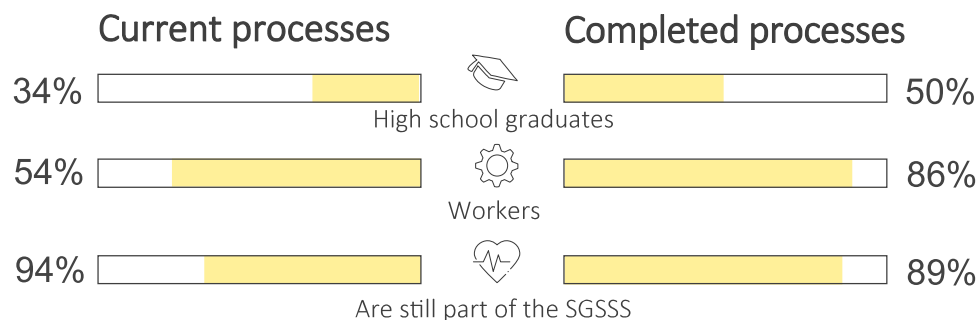 Current processes
Completed processes
34%
50%
High school graduates
54%
86%
Workers
94%
89%
Are still part of the SGSSS